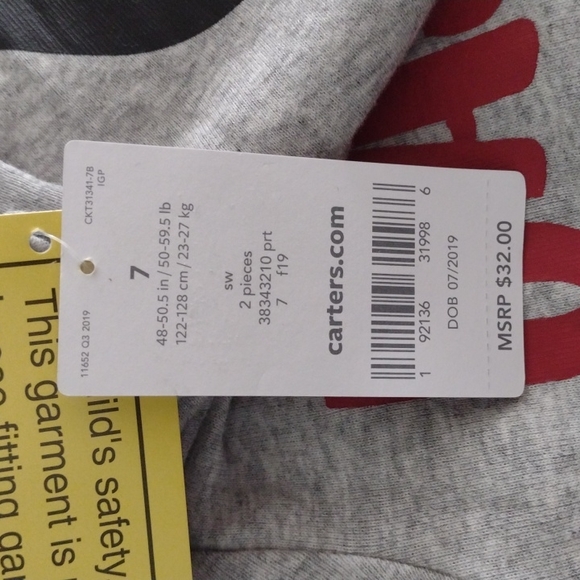 CKT31341-78
IGP
11652 Q3 2019
7
48-50.5 in / 50-59.5 lb
122-128 cm / 23-27 kg
sw
2 pieces
38343210 prt
7 f19
carters.com
1 92136 31998 6
DOB 07/2019
MSRP $32.00
ild's safety
This garment is
fitting